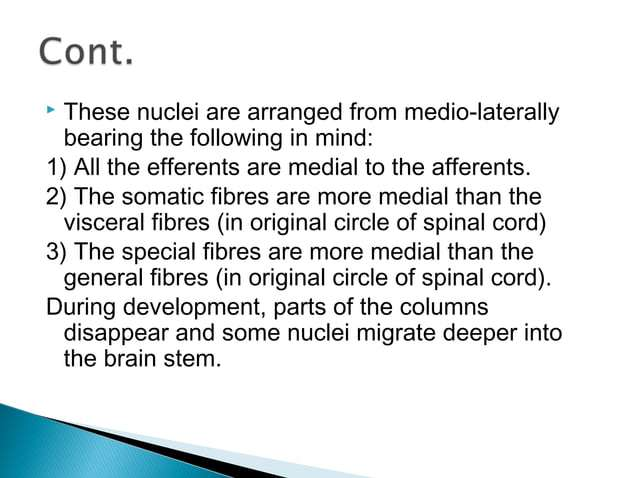 Cont.
These nuclei are arranged from medio-laterally
bearing the following in mind:
1) All the efferents are medial to the afferents.
2) The somatic fibres are more medial than the
visceral fibres (in original circle of spinal cord)
3) The special fibres are more medial than the
general fibres (in original circle of spinal cord).
During development, parts of the columns
disappear and some nuclei migrate deeper into
the brain stem.